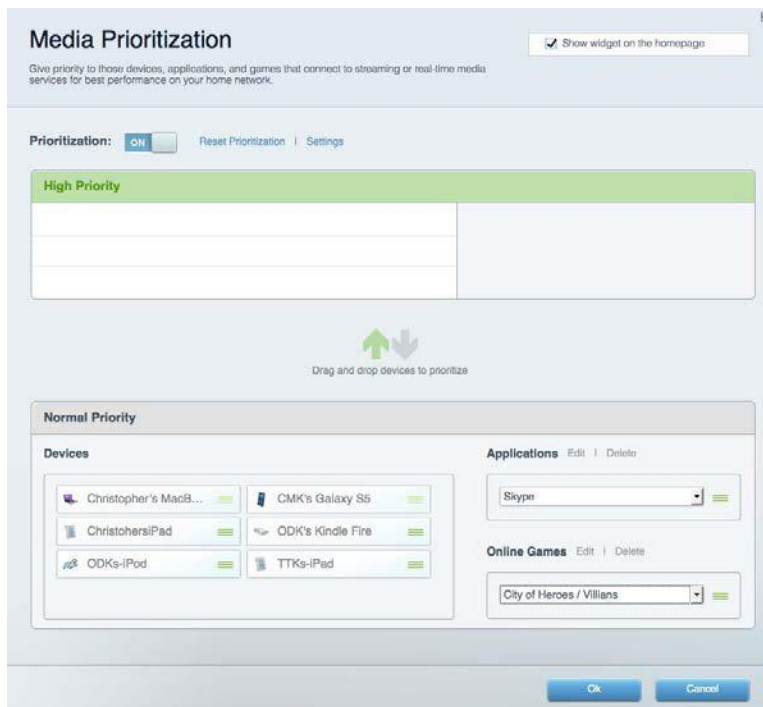 Media Prioritization
Show widget on the homepage
Give priority to those devices, applications, and games that connect to streaming or real-time media
services for best performance on your home network.
Prioritization: ON Reset Prioritization | Settings
High Priority
Drag and drop devices to prioritize
Normal Priority
Devices
Applications Edit | Delete
Christopher's MacB... CMK's Galaxy S5
Skype
ChristohersiPad ODK's Kindle Fire
ODKs-iPod TTKs-iPad
Online Games Edit | Delete
City of Heroes / Villians
Ok Cancel